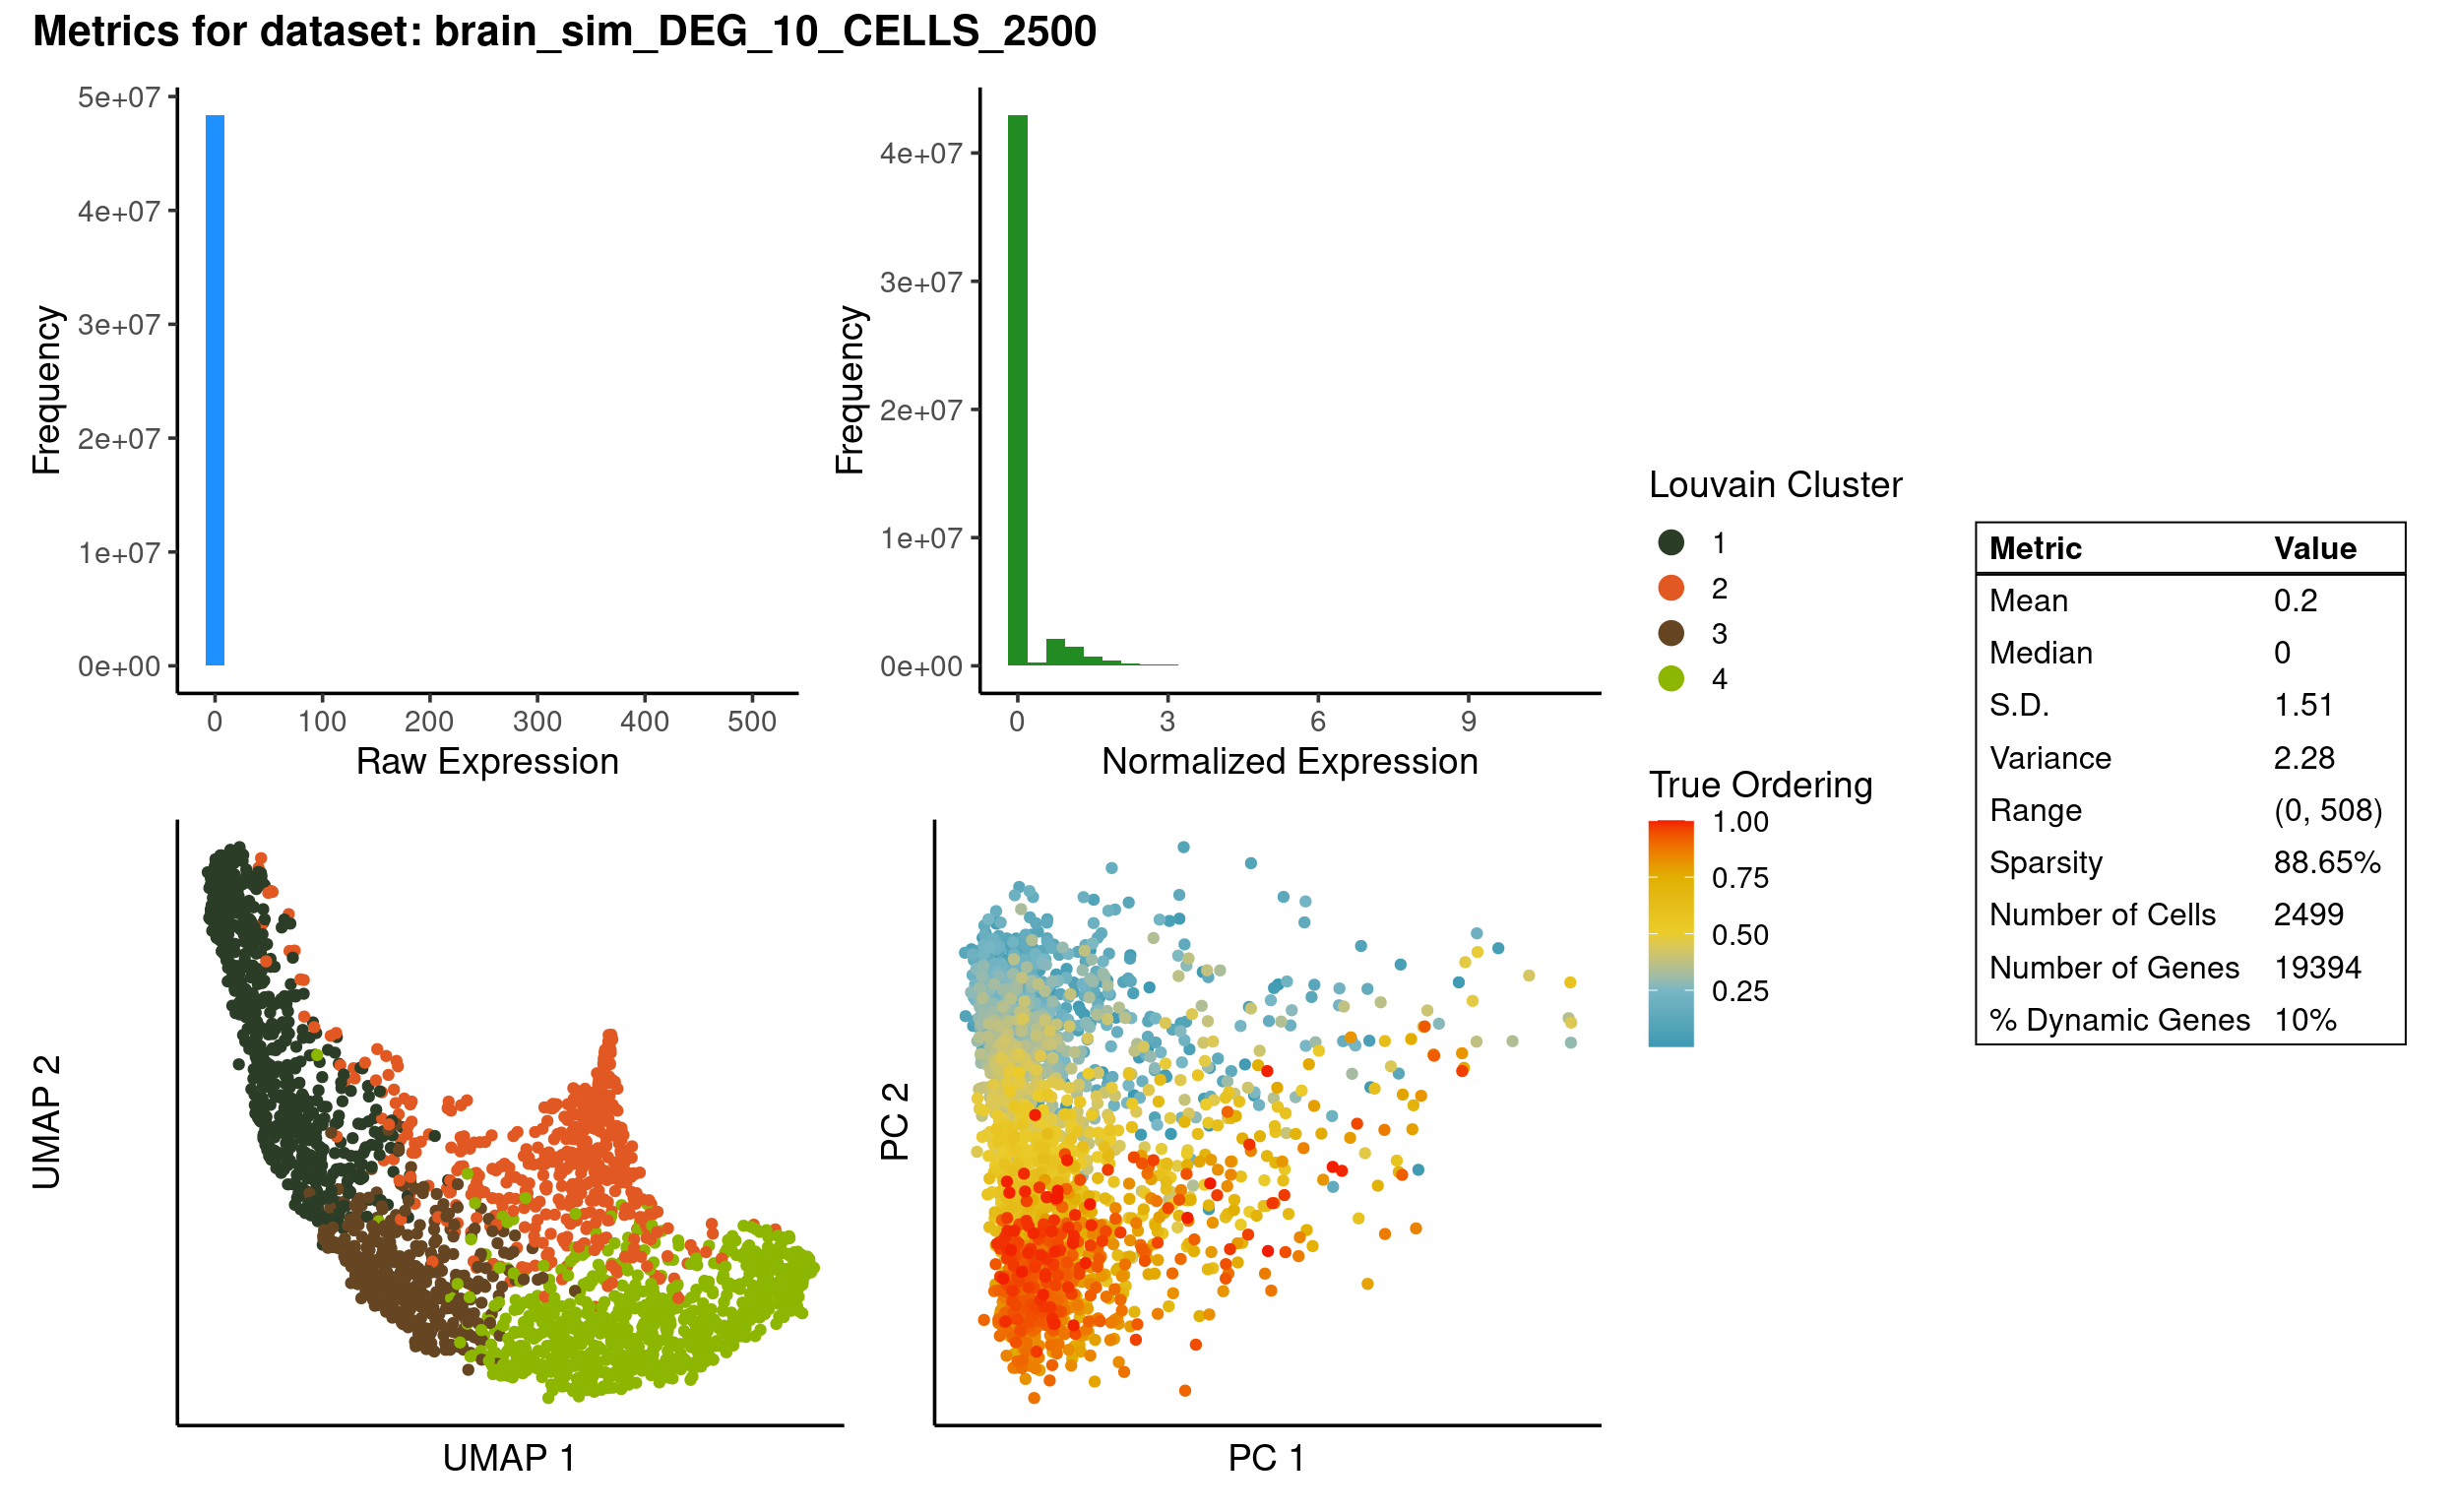 Metrics for dataset: brain_sim_DEG_10_CELLS_2500
5e+07
4e+07
3e+07
2e+07
1e+07
0e+00
Frequency
0 100 200 300 400 500
Raw Expression
4e+07
3e+07
2e+07
1e+07
0e+00
Frequency
0 3 6 9
Normalized Expression
UMAP 2
UMAP 1
PC 2
PC 1
Louvain Cluster
1
2
3
4
True Ordering
1.00
0.75
0.50
0.25
Metric Value
Mean 0.2
Median 0
S.D. 1.51
Variance 2.28
Range (0, 508)
Sparsity 88.65%
Number of Cells 2499
Number of Genes 19394
% Dynamic Genes 10%